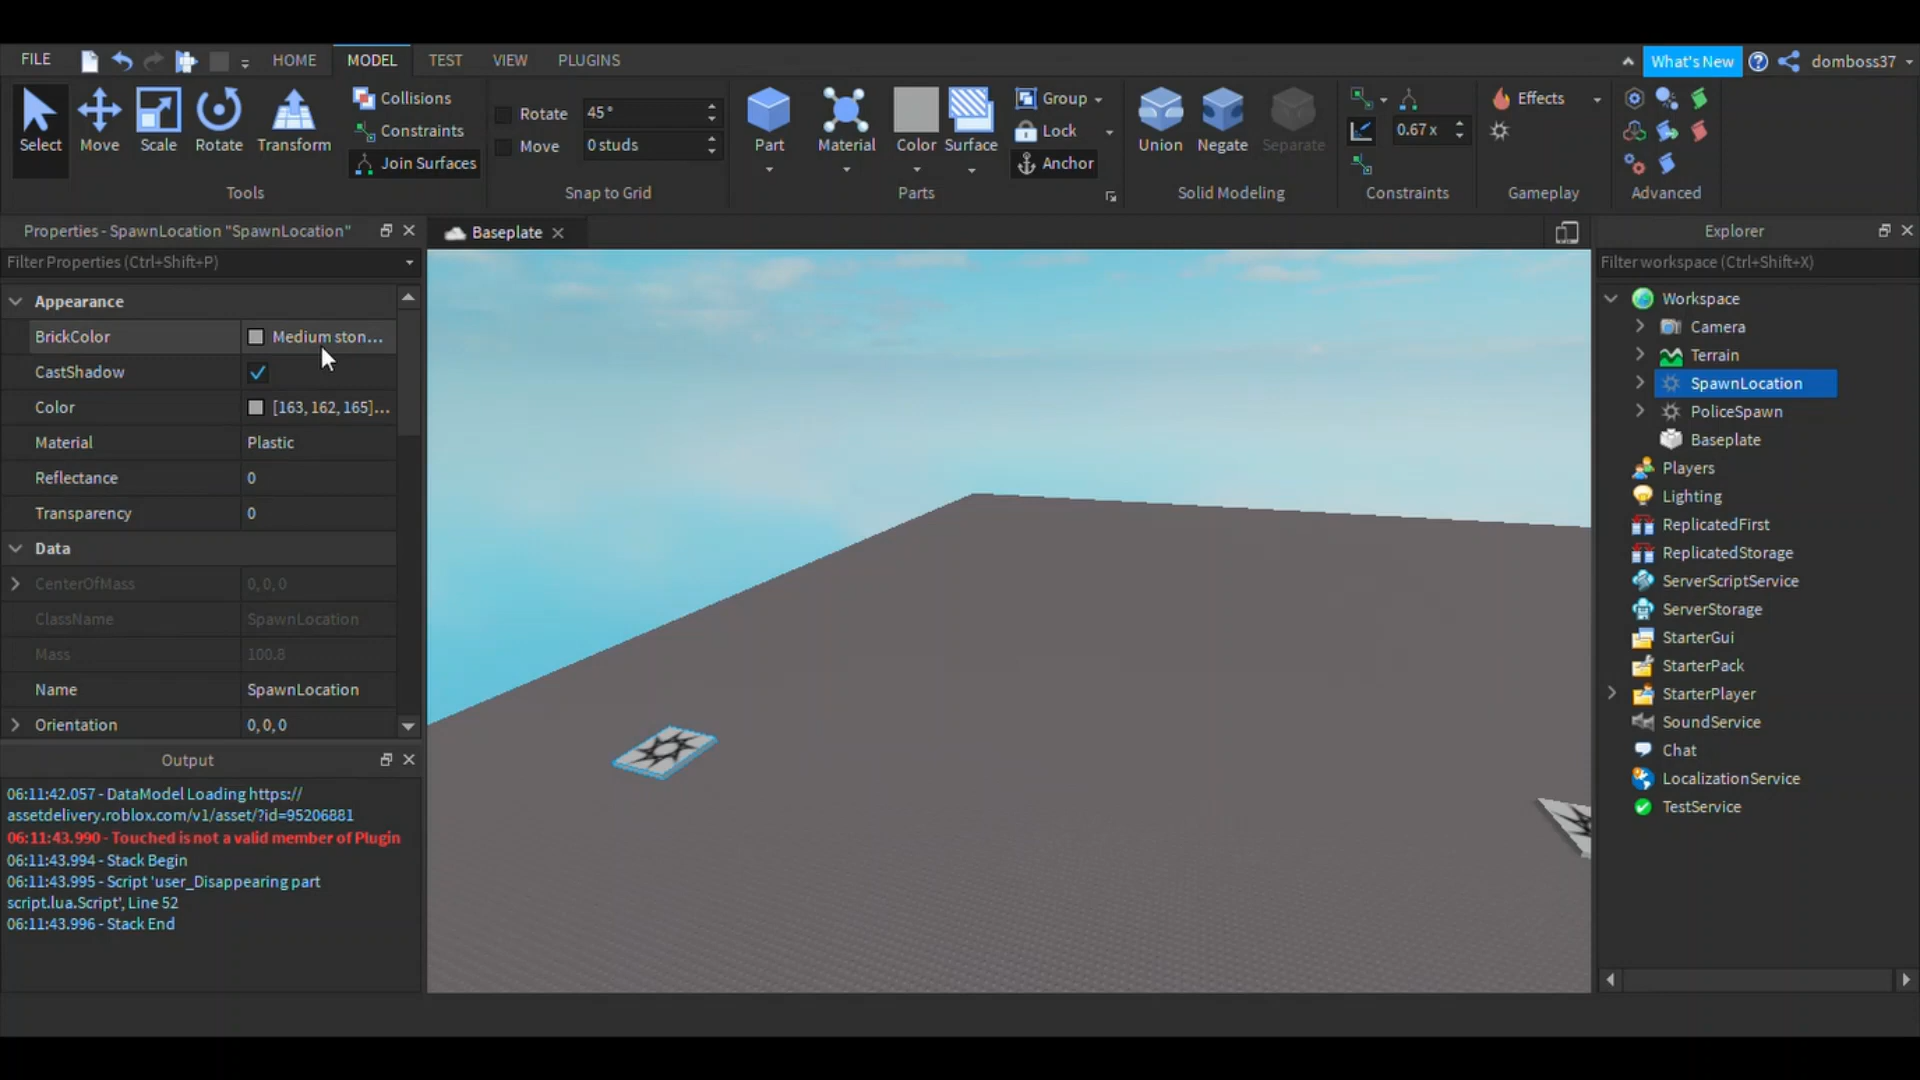 FILE HOME MODEL TEST VIEW PLUGINS What's New domboss37
Select Move Scale Rotate Transform
Collisions
Constraints
Join Surfaces
Tools
Rotate 45°
Move 0 studs
Snap to Grid
Part Material Color Surface
Group
Lock
Anchor
Parts
Union Negate Separate
Solid Modeling
0.67 x
Constraints
Effects
Gameplay
Advanced
Properties - SpawnLocation "SpawnLocation"
Filter Properties (Ctrl+Shift+P)
Appearance
BrickColor Medium ston...
CastShadow
Color [163, 162, 165]...
Material Plastic
Reflectance 0
Transparency 0
Data
CenterOfMass 0, 0, 0
ClassName SpawnLocation
Mass 100.8
Name SpawnLocation
Orientation 0, 0, 0
Output
06:11:42.057 - DataModel Loading https://
assetdelivery.roblox.com/v1/asset/?id=95206881
06:11:43.990 - Touched is not a valid member of Plugin
06:11:43.994 - Stack Begin
06:11:43.995 - Script 'user_Disappearing part
script.lua.Script', Line 52
06:11:43.996 - Stack End
Baseplate
Explorer
Filter workspace (Ctrl+Shift+X)
Workspace
Camera
Terrain
SpawnLocation
PoliceSpawn
Baseplate
Players
Lighting
ReplicatedFirst
ReplicatedStorage
ServerScriptService
ServerStorage
StarterGui
StarterPack
StarterPlayer
SoundService
Chat
LocalizationService
TestService